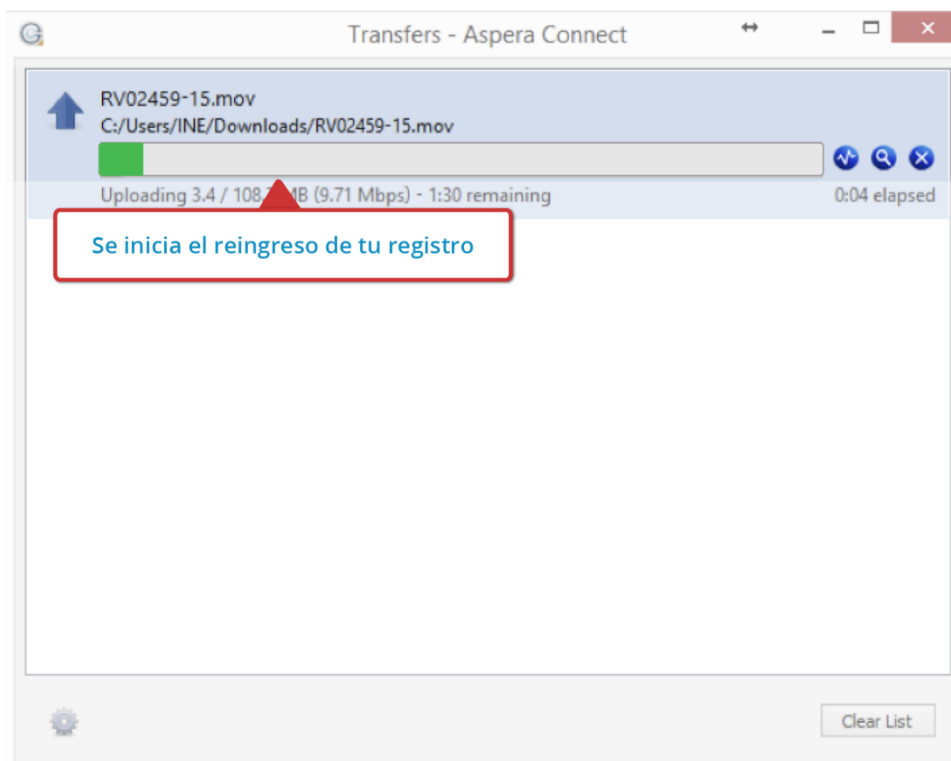 Transfers - Aspera Connect
RV02459-15.mov
C:/Users/INE/Downloads/RV02459-15.mov
Uploading 3.4 / 108. MB (9.71 Mbps) - 1:30 remaining
0:04 elapsed
Se inicia el reingreso de tu registro
Clear List